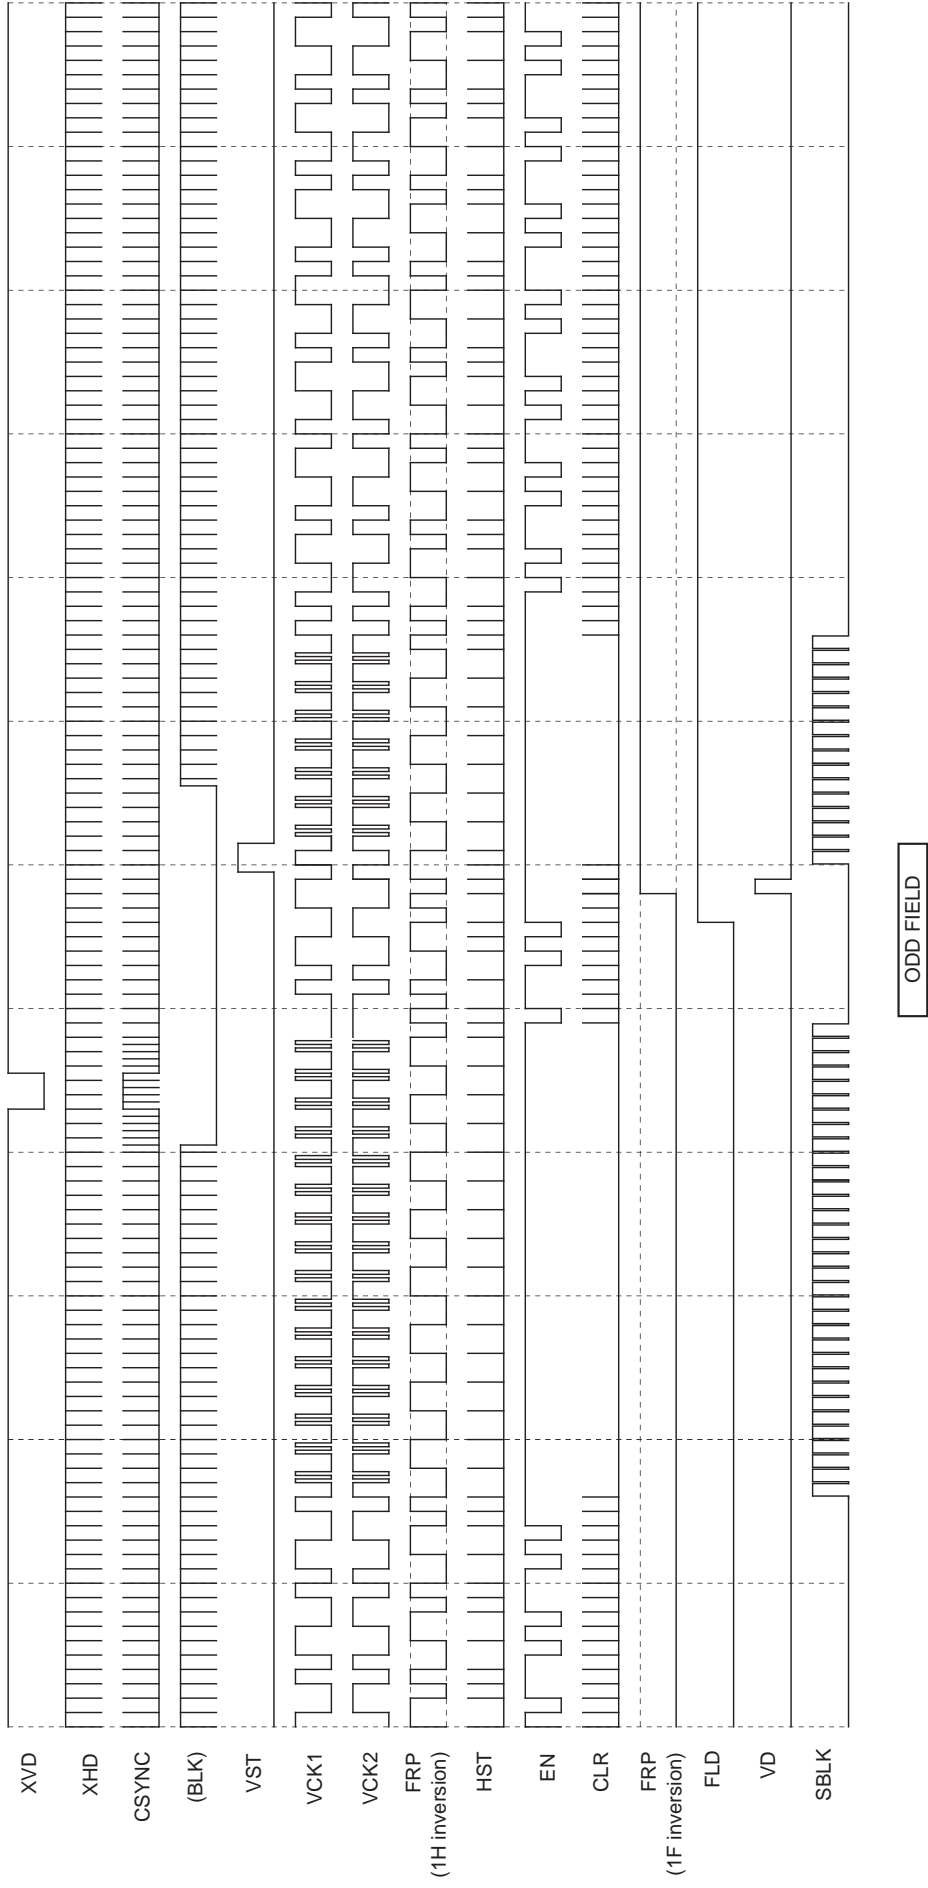 XVD
XHD
CSYNC
(BLK)
VST
VCK1
VCK2
FRP
(1H inversion)
HST
EN
CLR
FRP
(1F inversion)
FLD
VD
SBLK
ODD FIELD